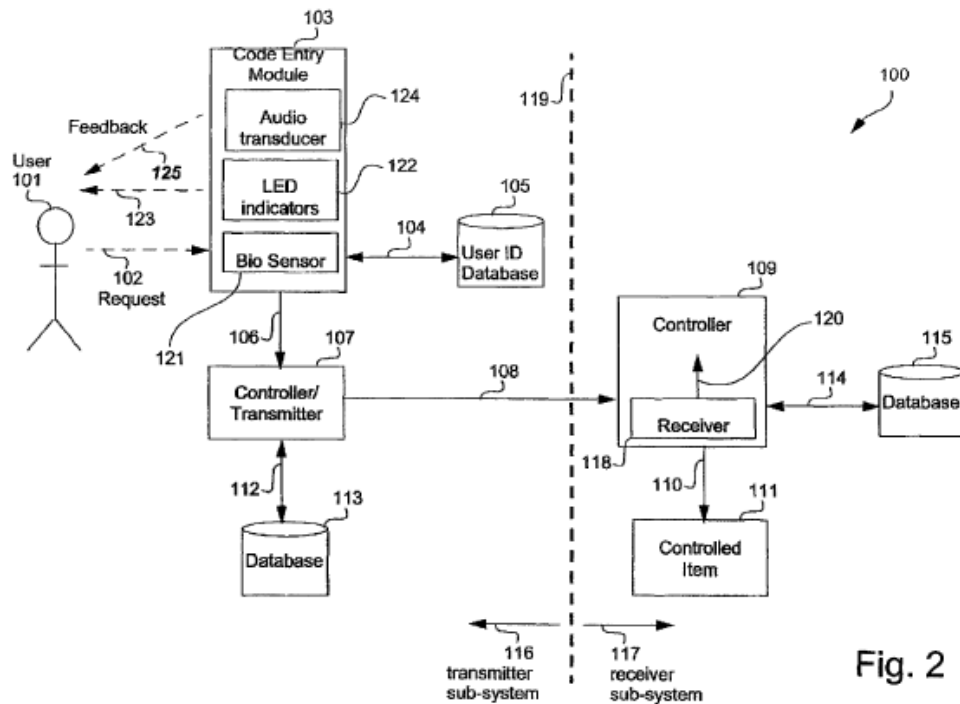 103
Code Entry
Module
124
Audio
transducer
Feedback
125
User
101
122
LED
indicators
123
102
Request
Bio Sensor
121
104
105
User ID
Database
106
107
Controller/
Transmitter
108
112
113
Database
119
100
109
Controller
120
Receiver
118
114
115
Database
110
111
Controlled
Item
116
transmitter
sub-system
117
receiver
sub-system
Fig. 2